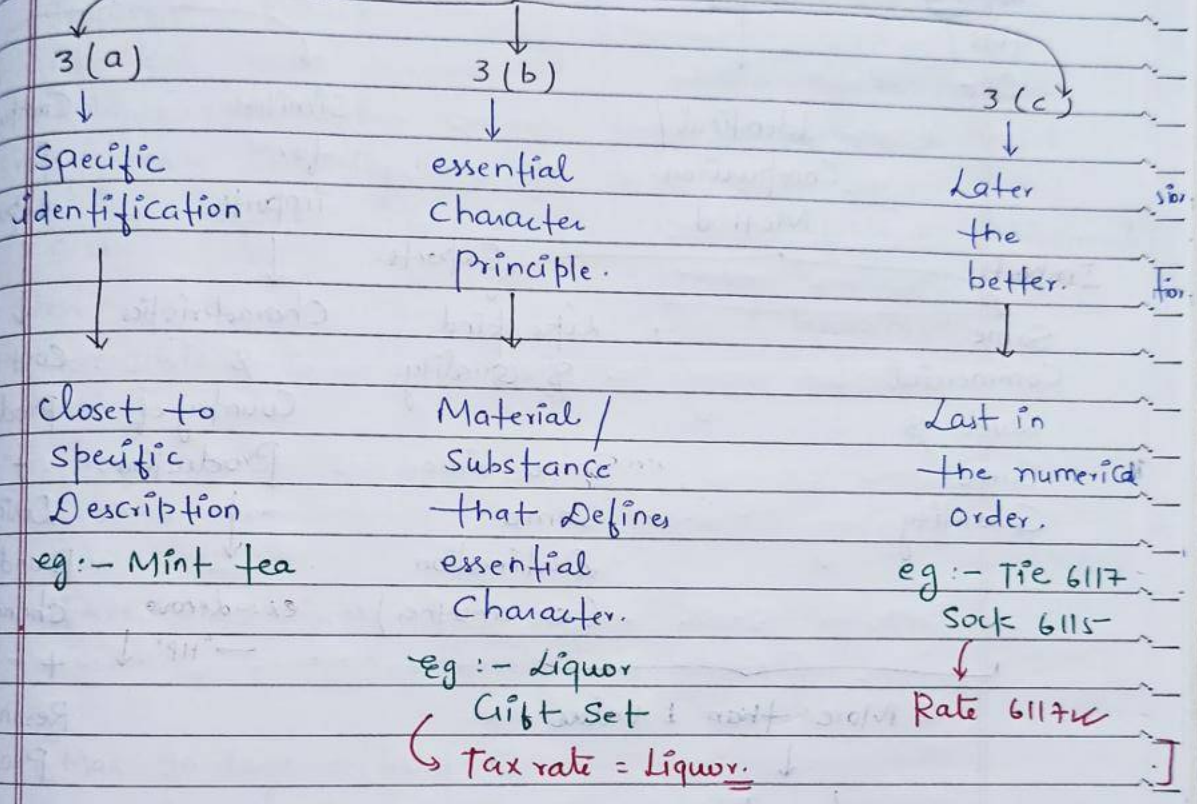 3(a)
Specific
identification
Closet to
specific
Description
eg:- Mint tea
3(b)
essential
Character
principle.
Material /
Substance
that Defines
essential
Character.
eg :- Liquor
Gift Set
Tax rate = Liquor.
3(c)
Later
the
better.
Last in
the numerical
order.
eg :- Tie 6117
Sock 6115
Rate 6117
for